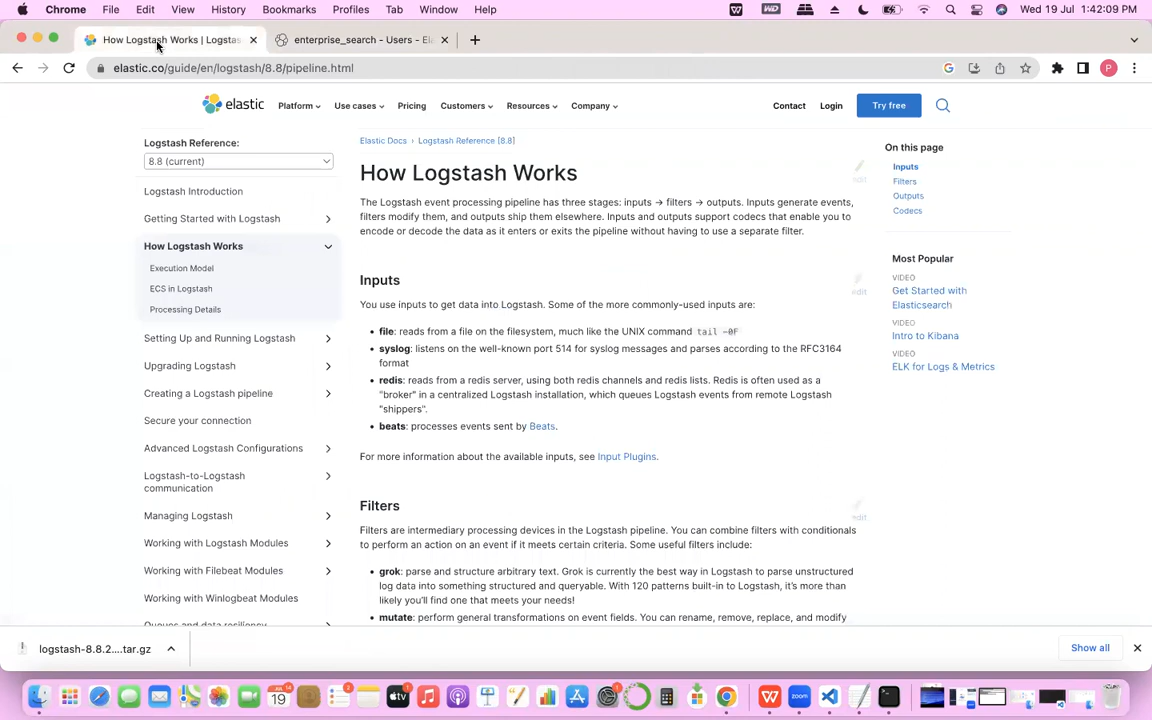 Chrome File Edit View History Bookmarks Profiles Tab Window Help Wed 19 Jul 1:42:09 PM
How Logstash Works | Logstas enterprise_search - Users - Ela
elastic.co/guide/en/logstash/8.8/pipeline.html
elastic Platform Use cases Pricing Customers Resources Company Contact Login Try free
Logstash Reference:
8.8 (current)
Logstash Introduction
Getting Started with Logstash
How Logstash Works
Execution Model
ECS in Logstash
Processing Details
Setting Up and Running Logstash
Upgrading Logstash
Creating a Logstash pipeline
Secure your connection
Advanced Logstash Configurations
Logstash-to-Logstash
communication
Managing Logstash
Working with Logstash Modules
Working with Filebeat Modules
Working with Winlogbeat Modules
Queues and data resiliency
Elastic Docs › Logstash Reference [8.8]
How Logstash Works
edit
The Logstash event processing pipeline has three stages: inputs → filters → outputs. Inputs generate events,
filters modify them, and outputs ship them elsewhere. Inputs and outputs support codecs that enable you to
encode or decode the data as it enters or exits the pipeline without having to use a separate filter.
Inputs
edit
You use inputs to get data into Logstash. Some of the more commonly-used inputs are:
• file: reads from a file on the filesystem, much like the UNIX command tail -0F
• syslog: listens on the well-known port 514 for syslog messages and parses according to the RFC3164
format
• redis: reads from a redis server, using both redis channels and redis lists. Redis is often used as a
"broker" in a centralized Logstash installation, which queues Logstash events from remote Logstash
"shippers".
• beats: processes events sent by Beats.
For more information about the available inputs, see Input Plugins.
Filters
edit
Filters are intermediary processing devices in the Logstash pipeline. You can combine filters with conditionals
to perform an action on an event if it meets certain criteria. Some useful filters include:
• grok: parse and structure arbitrary text. Grok is currently the best way in Logstash to parse unstructured
log data into something structured and queryable. With 120 patterns built-in to Logstash, it's more than
likely you'll find one that meets your needs!
• mutate: perform general transformations on event fields. You can rename, remove, replace, and modify
On this page
Inputs
Filters
Outputs
Codecs
Most Popular
VIDEO
Get Started with
Elasticsearch
VIDEO
Intro to Kibana
VIDEO
ELK for Logs & Metrics
logstash-8.8.2....tar.gz Show all